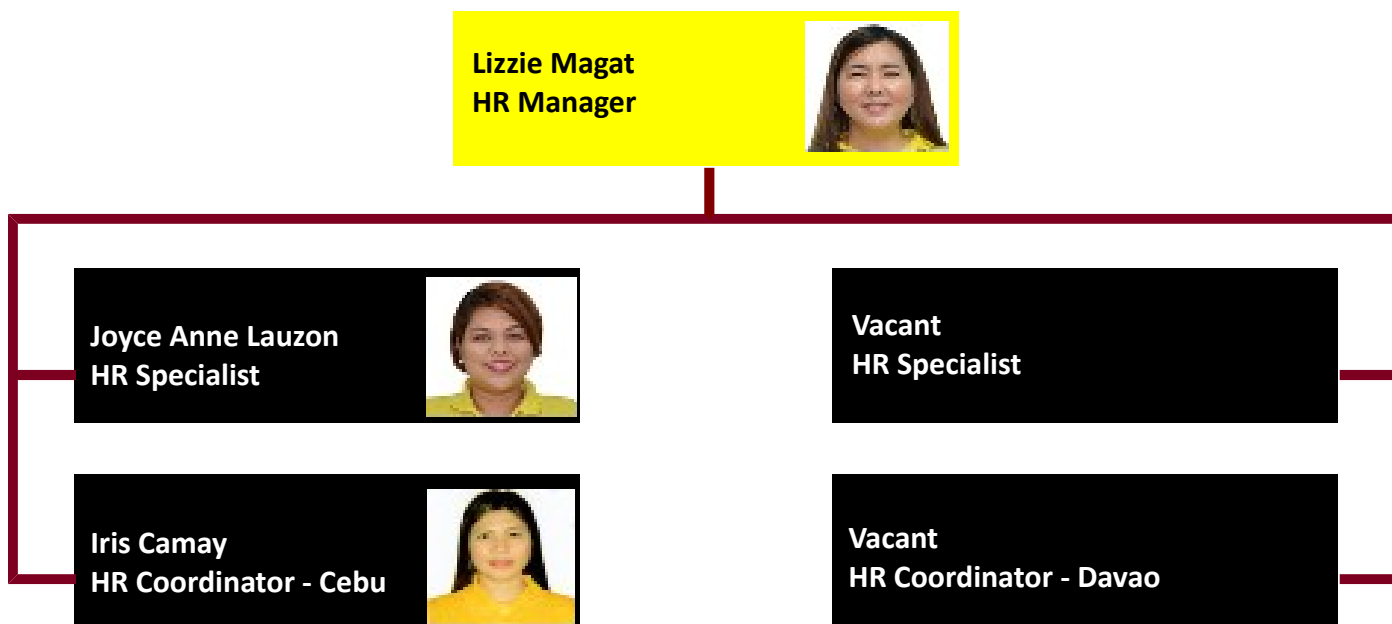 Lizzie Magat
HR Manager
Joyce Anne Lauzon
HR Specialist
Vacant
HR Specialist
Iris Camay
HR Coordinator - Cebu
Vacant
HR Coordinator - Davao